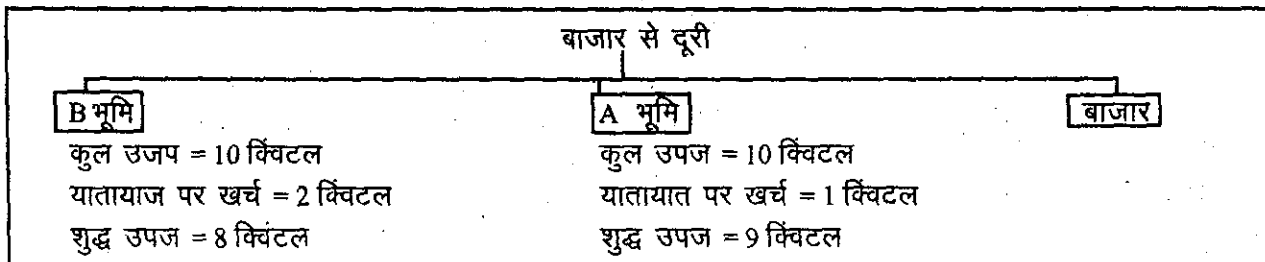 बाजार से दूरी
B भूमि A भूमि बाजार
कुल उजप = 10 क्विंटल कुल उपज = 10 क्विंटल
यातायाज पर खर्च = 2 क्विंटल यातायात पर खर्च = 1 क्विंटल
शुद्ध उपज = 8 क्विंटल शुद्ध उपज = 9 क्विंटल